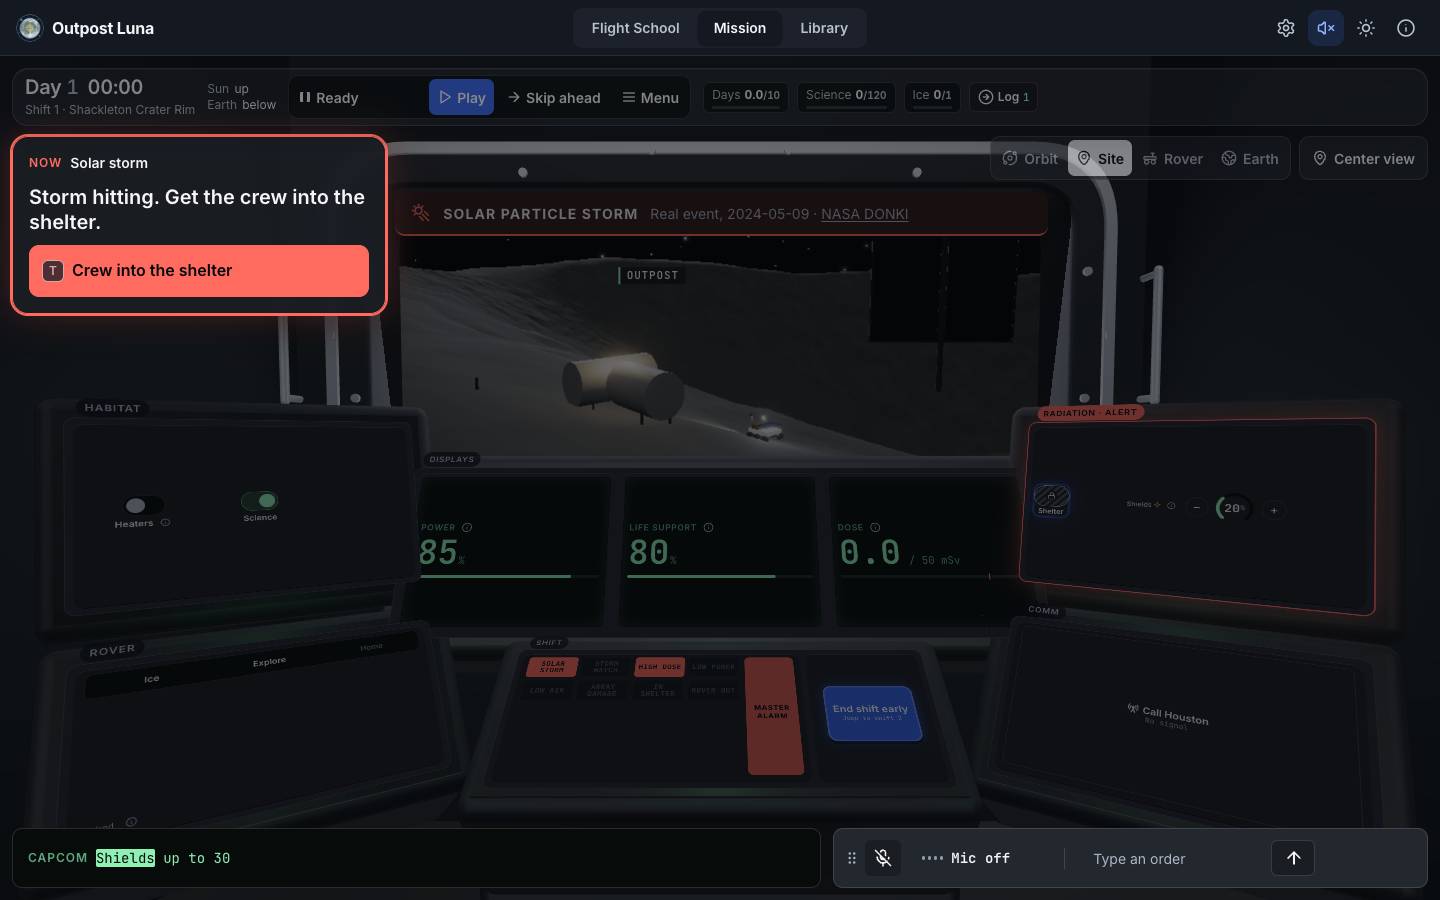 Outpost Luna
Flight School
Mission
Library
Day 1 00:00
Shift 1 · Shackleton Crater Rim
Sun up
Earth below
Ready
Play
Skip ahead
Menu
Days 0.0/10
Science 0/120
Ice 0/1
Log 1
NOW Solar storm
Storm hitting. Get the crew into the
shelter.
T Crew into the shelter
Orbit
Site
Rover
Earth
Center view
SOLAR PARTICLE STORM Real event, 2024-05-09 · NASA DONKI
OUTPOST
HABITAT
Heaters
Science
RADIATION · ALERT
Shelter
Shields
−
20%
+
DISPLAYS
POWER
85%
LIFE SUPPORT
80%
DOSE
0.0 / 50 mSv
ROVER
Ice
Explore
Home
SHIFT
SOLAR
STORM
STORM
WATCH
HIGH DOSE
LOW POWER
LOW AIR
ARRAY
DAMAGE
IN
SHELTER
ROVER OUT
MASTER
ALARM
End shift early
Jump to shift 2
COMM
Call Houston
No signal
CAPCOM Shields up to 30
Mic off
Type an order